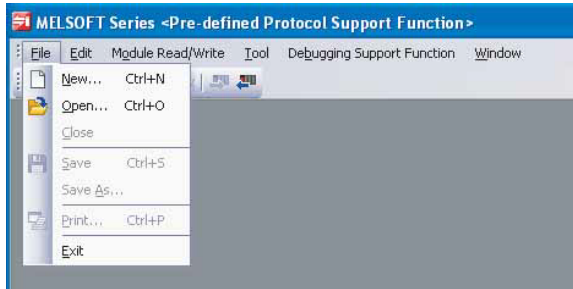 MELSOFT Series <Pre-defined Protocol Support Function>
File Edit Module Read/Write Tool Debugging Support Function Window
New... Ctrl+N
Open... Ctrl+O
Close
Save Ctrl+S
Save As...
Print... Ctrl+P
Exit